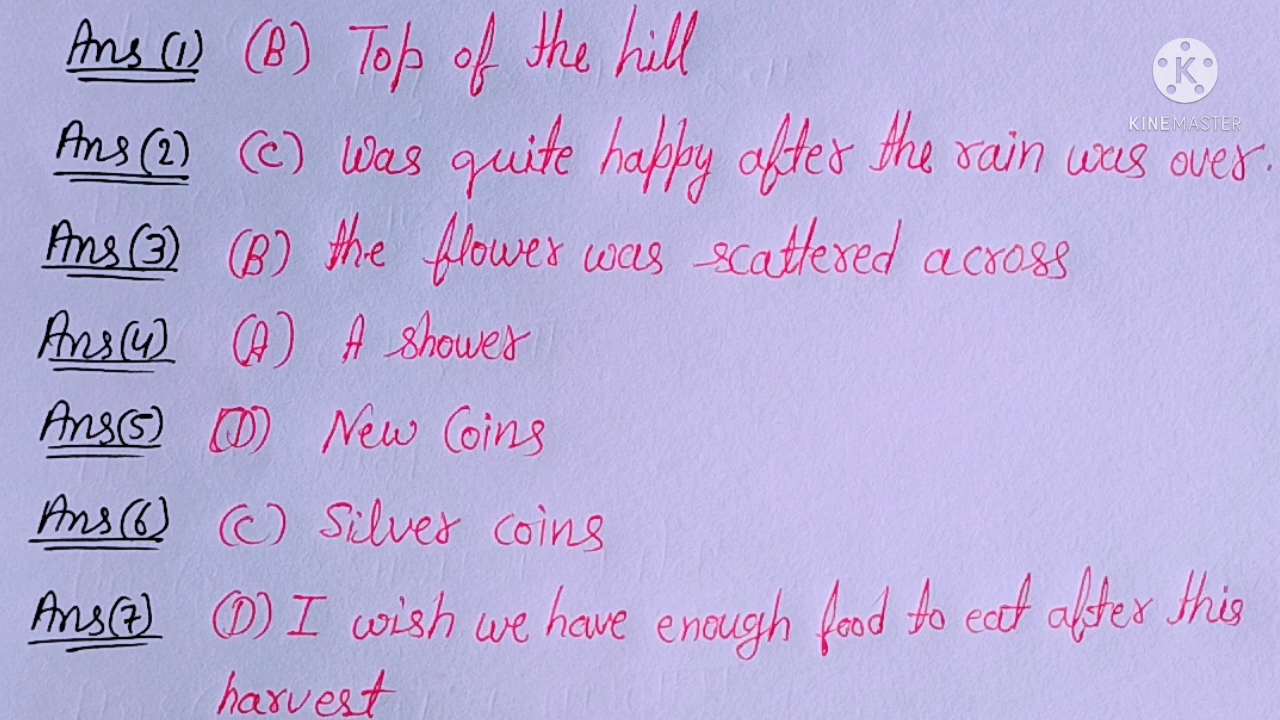 Ans (1) (B) Top of the hill
K
KINEMASTER
Ans (2) (C) Was quite happy after the rain was over.
Ans (3) (B) the flower was scattered across
Ans (4) (A) A shower
Ans (5) (D) New Coins
Ans (6) (C) Silver coins
Ans (7) (D) I wish we have enough food to eat after this
harvest